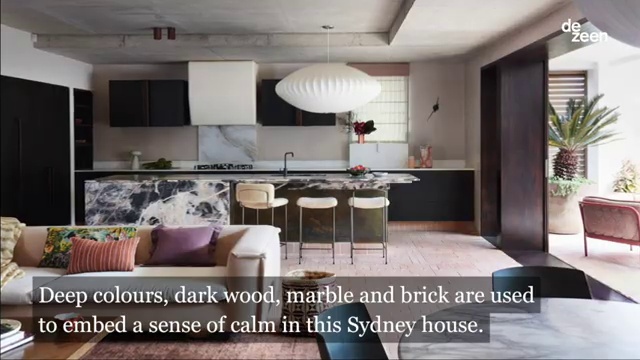 de
zeen
Deep colours, dark wood, marble and brick are used
to embed a sense of calm in this Sydney house.